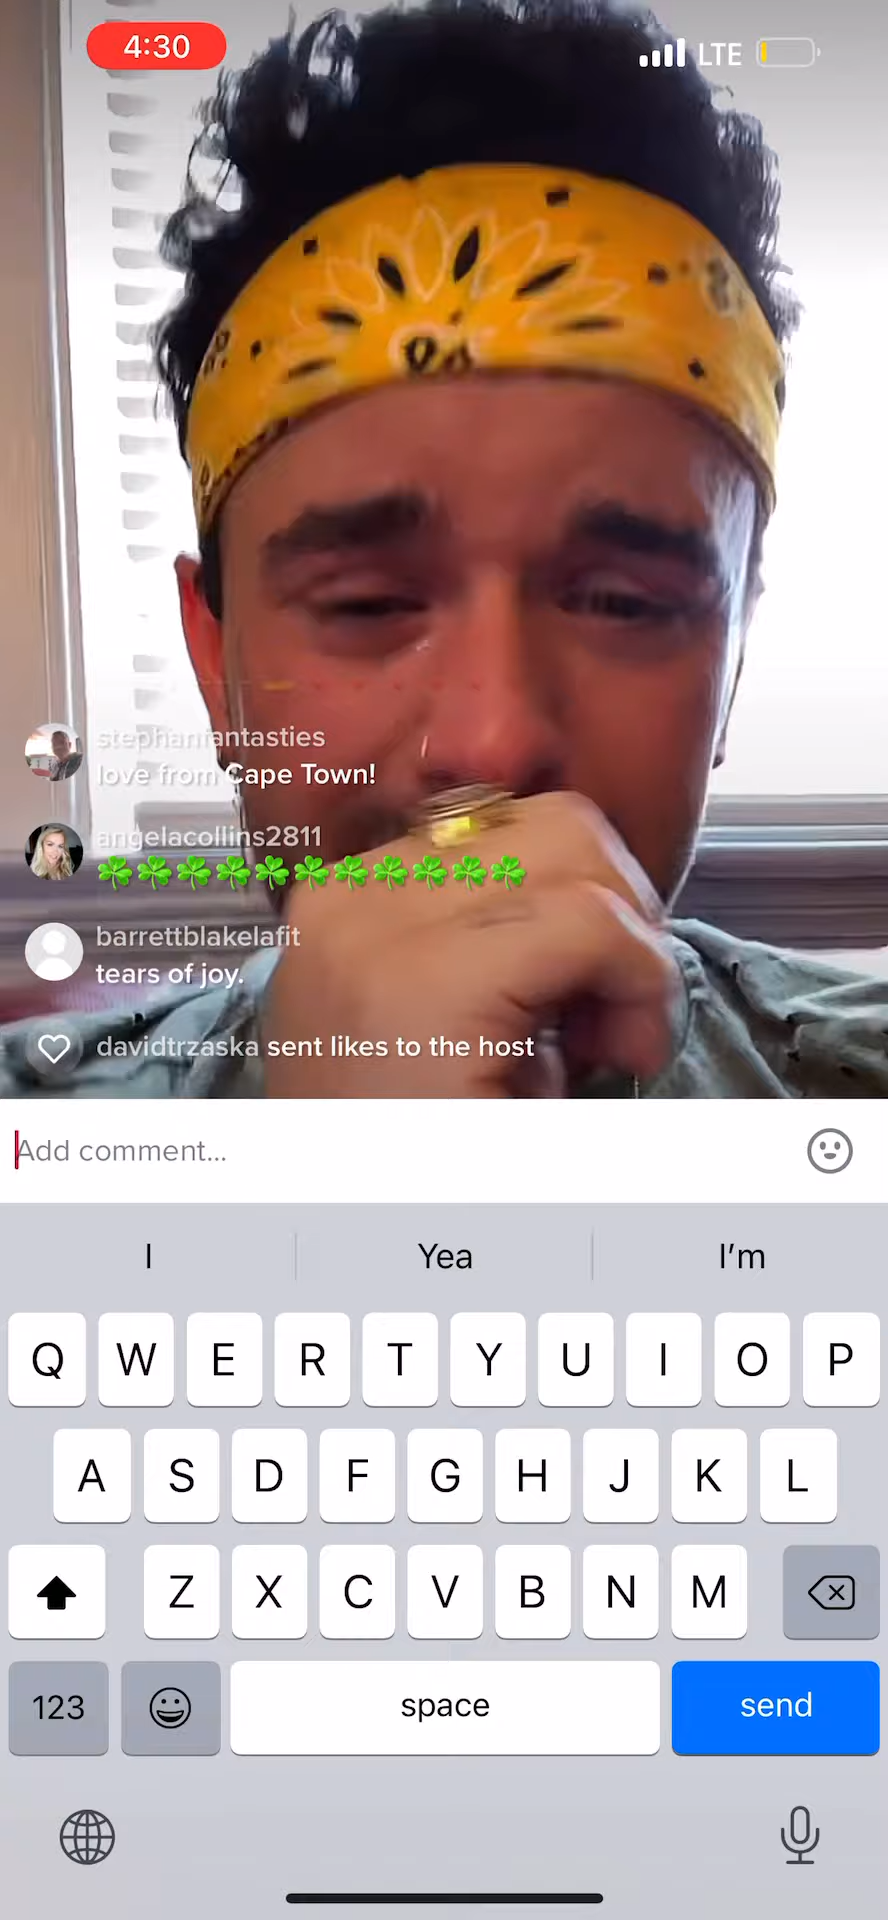 4:30
LTE
stephanfantasties
love from Cape Town!
angelacollins2811
☘️☘️☘️☘️☘️☘️☘️☘️☘️☘️☘️
barrettblakelafit
tears of joy.
davidtrzaska sent likes to the host
Add comment...
I Yea I'm
Q W E R T Y U I O P
A S D F G H J K L
Z X C V B N M
123 space send